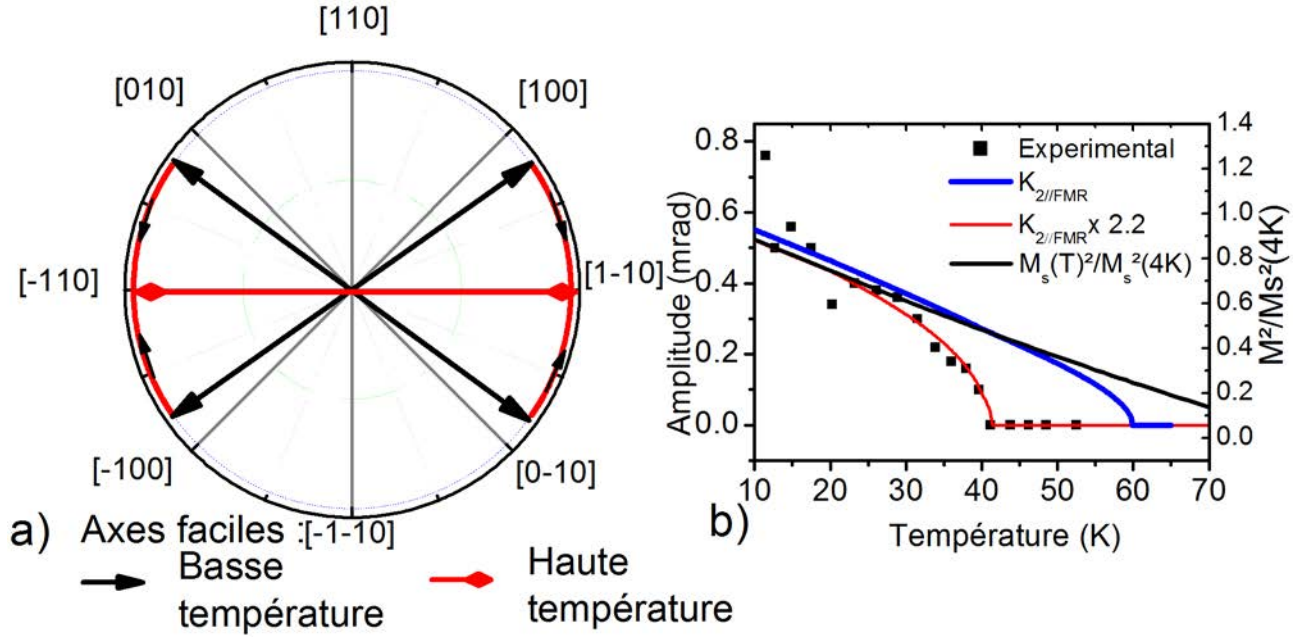 [110]
[010]
[100]
[-110]
[1-10]
[-100]
[0-10]
[-1-10]
a) Axes faciles :
Basse température
Haute température
Amplitude (mrad)
0.8
0.6
0.4
0.2
0.0
Experimental
K2//FMR
K2//FMR x 2.2
Ms(T)²/Ms²(4K)
1.4
1.2
1.0
0.8
0.6
0.4
0.2
0.0
M²/Ms²(4K)
10 20 30 40 50 60 70
b) Température (K)